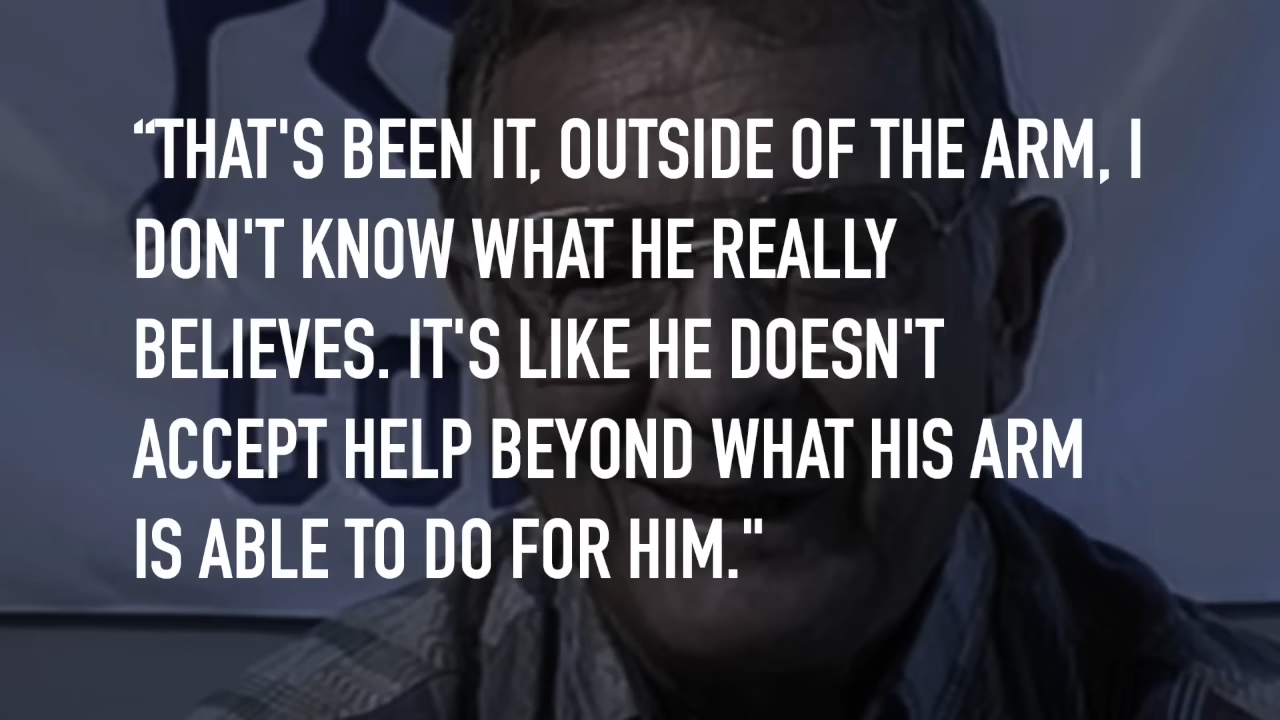 “THAT'S BEEN IT, OUTSIDE OF THE ARM, I
DON'T KNOW WHAT HE REALLY
BELIEVES. IT'S LIKE HE DOESN'T
ACCEPT HELP BEYOND WHAT HIS ARM
IS ABLE TO DO FOR HIM."